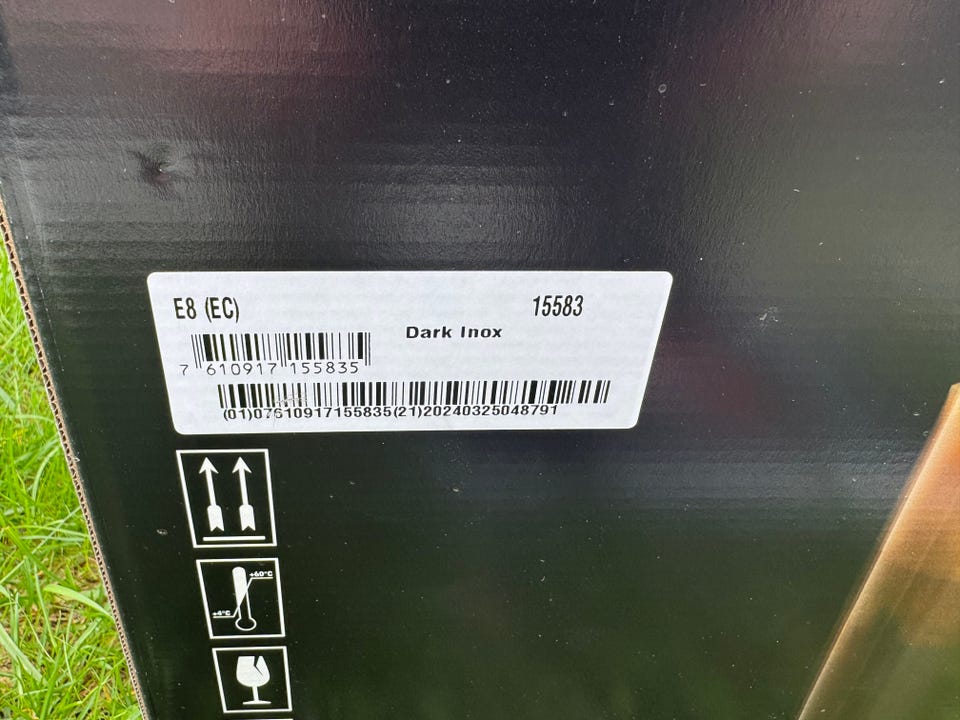 E8 (EC) 15583
Dark Inox
7 610917 155835
(01)07610917155835(21)20240325048791
+60°C
+4°C